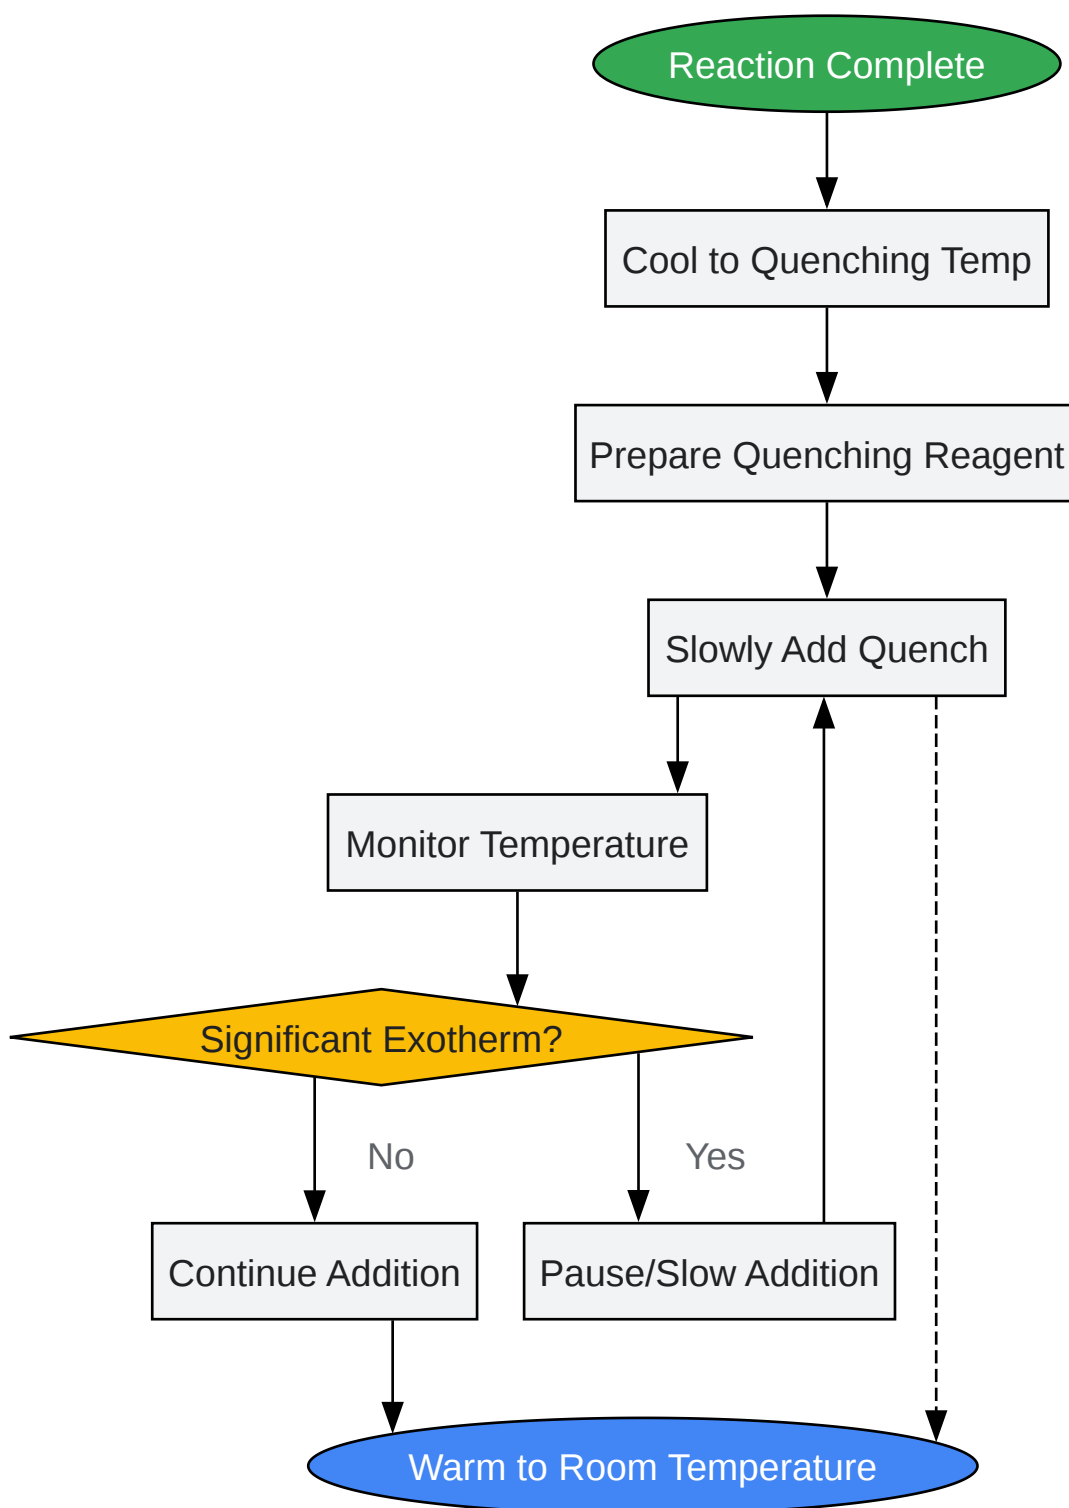 Reaction Complete
Cool to Quenching Temp
Prepare Quenching Reagent
Slowly Add Quench
Monitor Temperature
Significant Exotherm?
No
Yes
Continue Addition
Pause/Slow Addition
Warm to Room Temperature